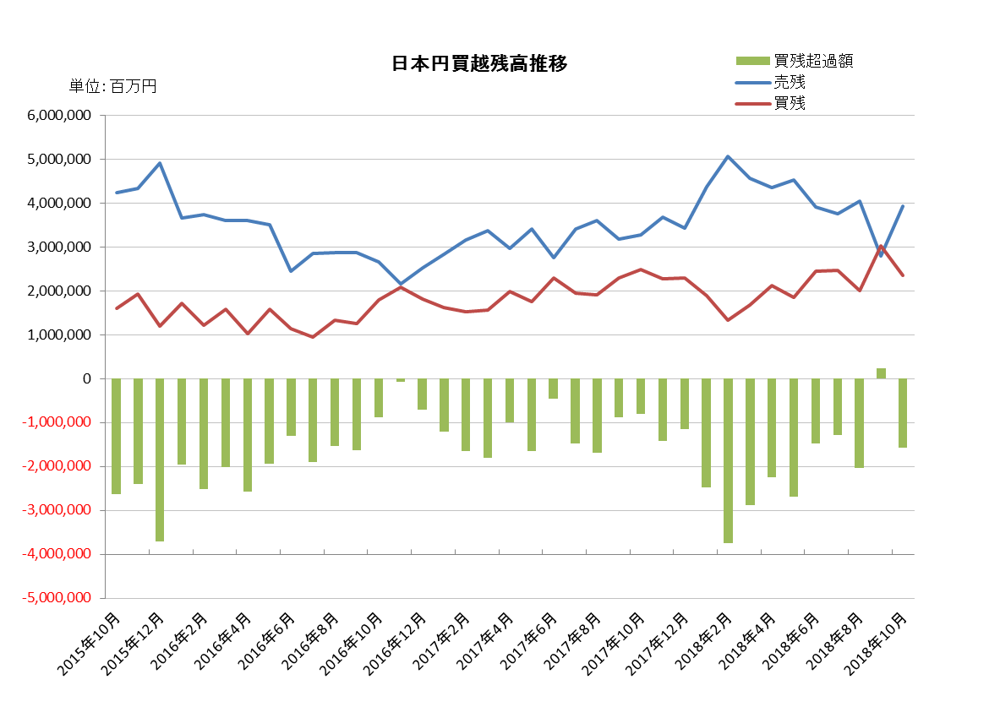 日本円買越残高推移
買残超過額
売残
買残
単位: 百万円
6,000,000
5,000,000
4,000,000
3,000,000
2,000,000
1,000,000
0
-1,000,000
-2,000,000
-3,000,000
-4,000,000
-5,000,000
2015年10月
2015年12月
2016年2月
2016年4月
2016年6月
2016年8月
2016年10月
2016年12月
2017年2月
2017年4月
2017年6月
2017年8月
2017年10月
2017年12月
2018年2月
2018年4月
2018年6月
2018年8月
2018年10月